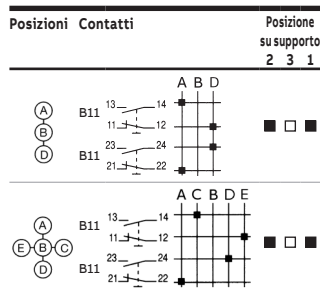 Posizioni Contatti Posizione
su supporto
2 3 1
A B D
A
B
D
B11
13 14
11 12
B11
23 24
21 22
A C B D E
A
E B C
D
B11
13 14
11 12
B11
23 24
21 22